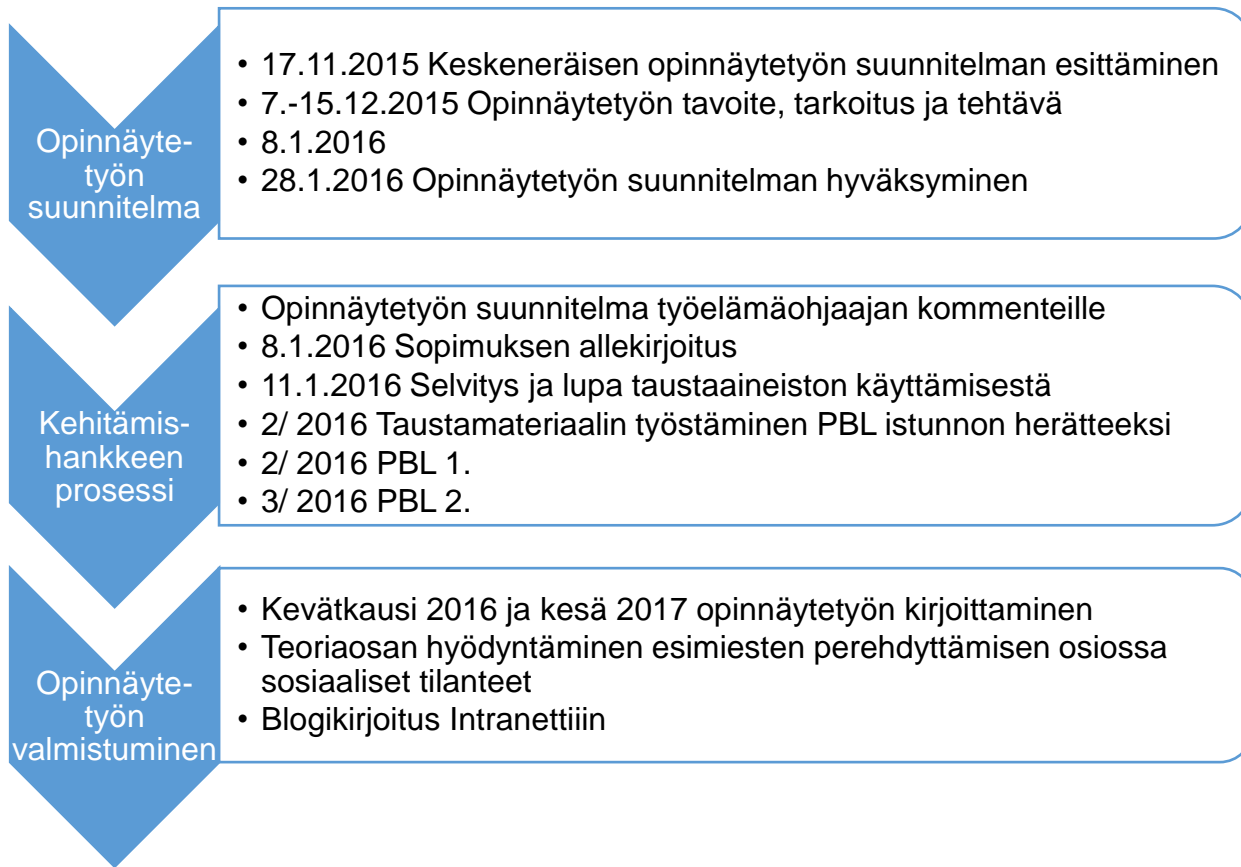 Opinnäyte-
työn
suunnitelma
• 17.11.2015 Keskeneräisen opinnäytetyön suunnitelman esittäminen
• 7.-15.12.2015 Opinnäytetyön tavoite, tarkoitus ja tehtävä
• 8.1.2016
• 28.1.2016 Opinnäytetyön suunnitelman hyväksyminen
Kehitämis-
hankkeen
prosessi
• Opinnäytetyön suunnitelma työelämäohjaajan kommenteille
• 8.1.2016 Sopimuksen allekirjoitus
• 11.1.2016 Selvitys ja lupa taustaaineiston käyttämisestä
• 2/ 2016 Taustamateriaalin työstäminen PBL istunnon herätteeksi
• 2/ 2016 PBL 1.
• 3/ 2016 PBL 2.
Opinnäyte-
työn
valmistuminen
• Kevätkausi 2016 ja kesä 2017 opinnäytetyön kirjoittaminen
• Teoriaosan hyödyntäminen esimiesten perehdyttämisen osiossa
sosiaaliset tilanteet
• Blogikirjoitus Intranettiiin